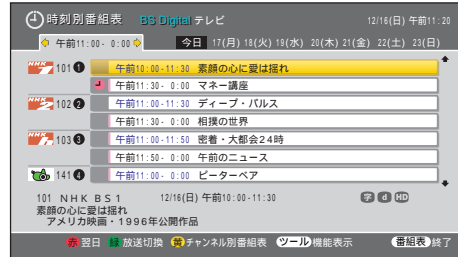 時刻別番組表 BS Digital テレビ 12/16(日) 午前11:20
午前11:00- 0:00 今日 17(月) 18(火) 19(水) 20(木) 21(金) 22(土) 23(日)
NHK 101 1 午前10:00-11:30 素顔の心に愛は揺れ
午前11:30- 0:00 マネー講座
NHK 102 2 午前11:00-11:30 ディープ・パルス
午前11:30- 0:00 相撲の世界
NHK 103 3 午前11:00-11:50 密着・大都会24時
午前11:50- 0:00 午前のニュース
141 4 午前11:00- 0:00 ピーターベア
101 NHK BS1 12/16(日) 午前10:00-11:30 字 d HD
素顔の心に愛は揺れ
アメリカ映画・1996年公開作品
赤 翌日 緑 放送切換 黄 チャンネル別番組表 ツール 機能表示 番組表 終了